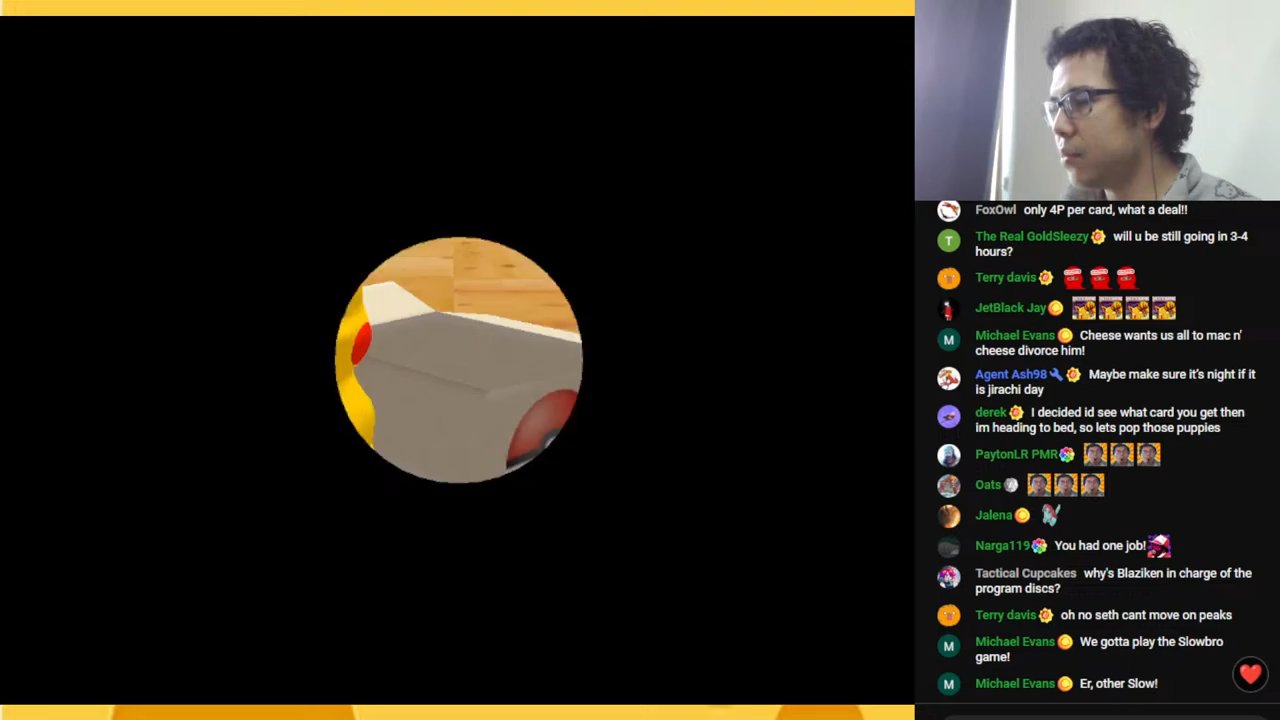 FoxOwl only 4P per card, what a deal!!
The Real GoldSleezy will u be still going in 3-4
hours?
Terry davis
JetBlack Jay
Michael Evans Cheese wants us all to mac n'
cheese divorce him!
Agent Ash98 Maybe make sure it's night if it
is jirachi day
derek I decided id see what card you get then
im heading to bed, so lets pop those puppies
PaytonLR PMR
Oats
Jalena
Narga119 You had one job!
Tactical Cupcakes why's Blaziken in charge of the
program discs?
Terry davis oh no seth cant move on peaks
Michael Evans We gotta play the Slowbro
game!
Michael Evans Er, other Slow!